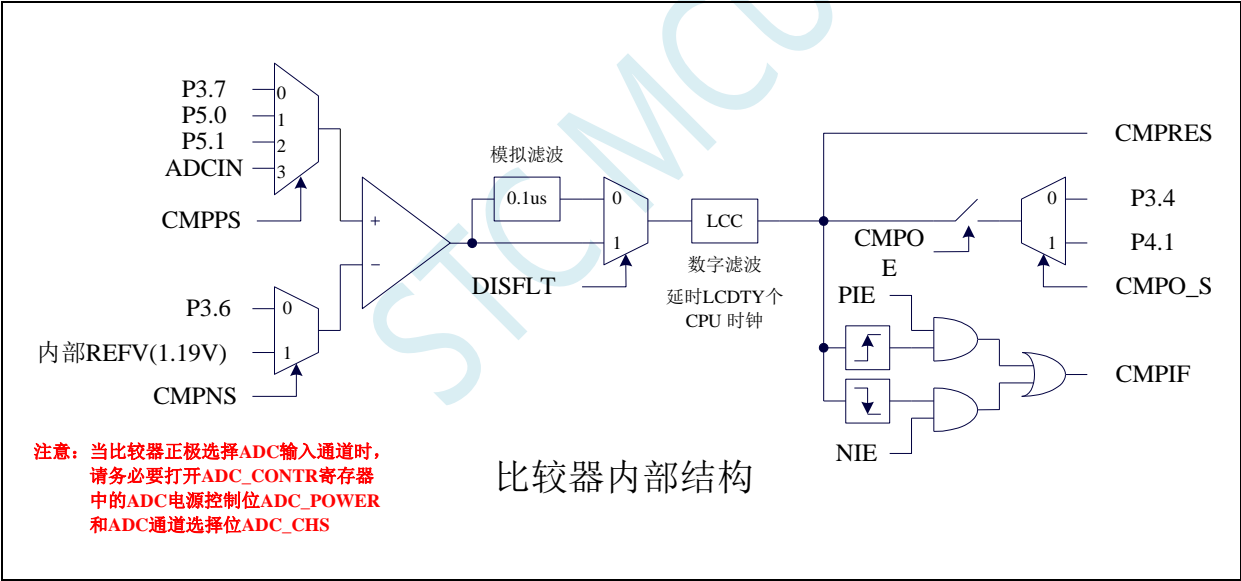 STC MCU
P3.7
P5.0
P5.1
ADCIN
0
1
2
3
CMPPS
+
−
P3.6
内部REFV(1.19V)
0
1
CMPNS
模拟滤波
0.1us
0
1
DISFLT
LCC
数字滤波
延时LCDTY个
CPU 时钟
CMPRES
CMPO
E
0
1
P3.4
P4.1
CMPO_S
PIE
NIE
CMPIF
注意：当比较器正极选择ADC输入通道时，
请务必要打开ADC_CONTR寄存器
中的ADC电源控制位ADC_POWER
和ADC通道选择位ADC_CHS
比较器内部结构